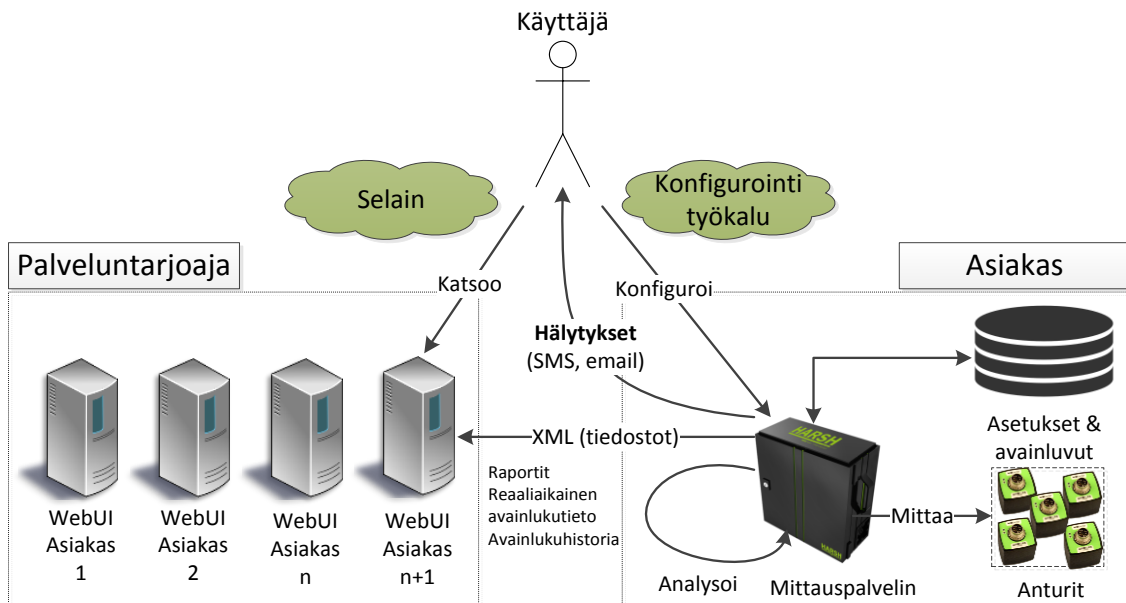 Käyttäjä
Selain
Konfigurointi
työkalu
Palveluntarjoaja
Asiakas
Katsoo
Konfiguroi
Hälytykset
(SMS, email)
XML (tiedostot)
Raportit
Reaaliaikainen
avainlukutieto
Avainlukuhistoria
WebUI
Asiakas
1
WebUI
Asiakas
2
WebUI
Asiakas
n
WebUI
Asiakas
n+1
Asetukset &
avainluvut
HARSH
HARSH
Mittaa
Analysoi
Mittauspalvelin
Anturit